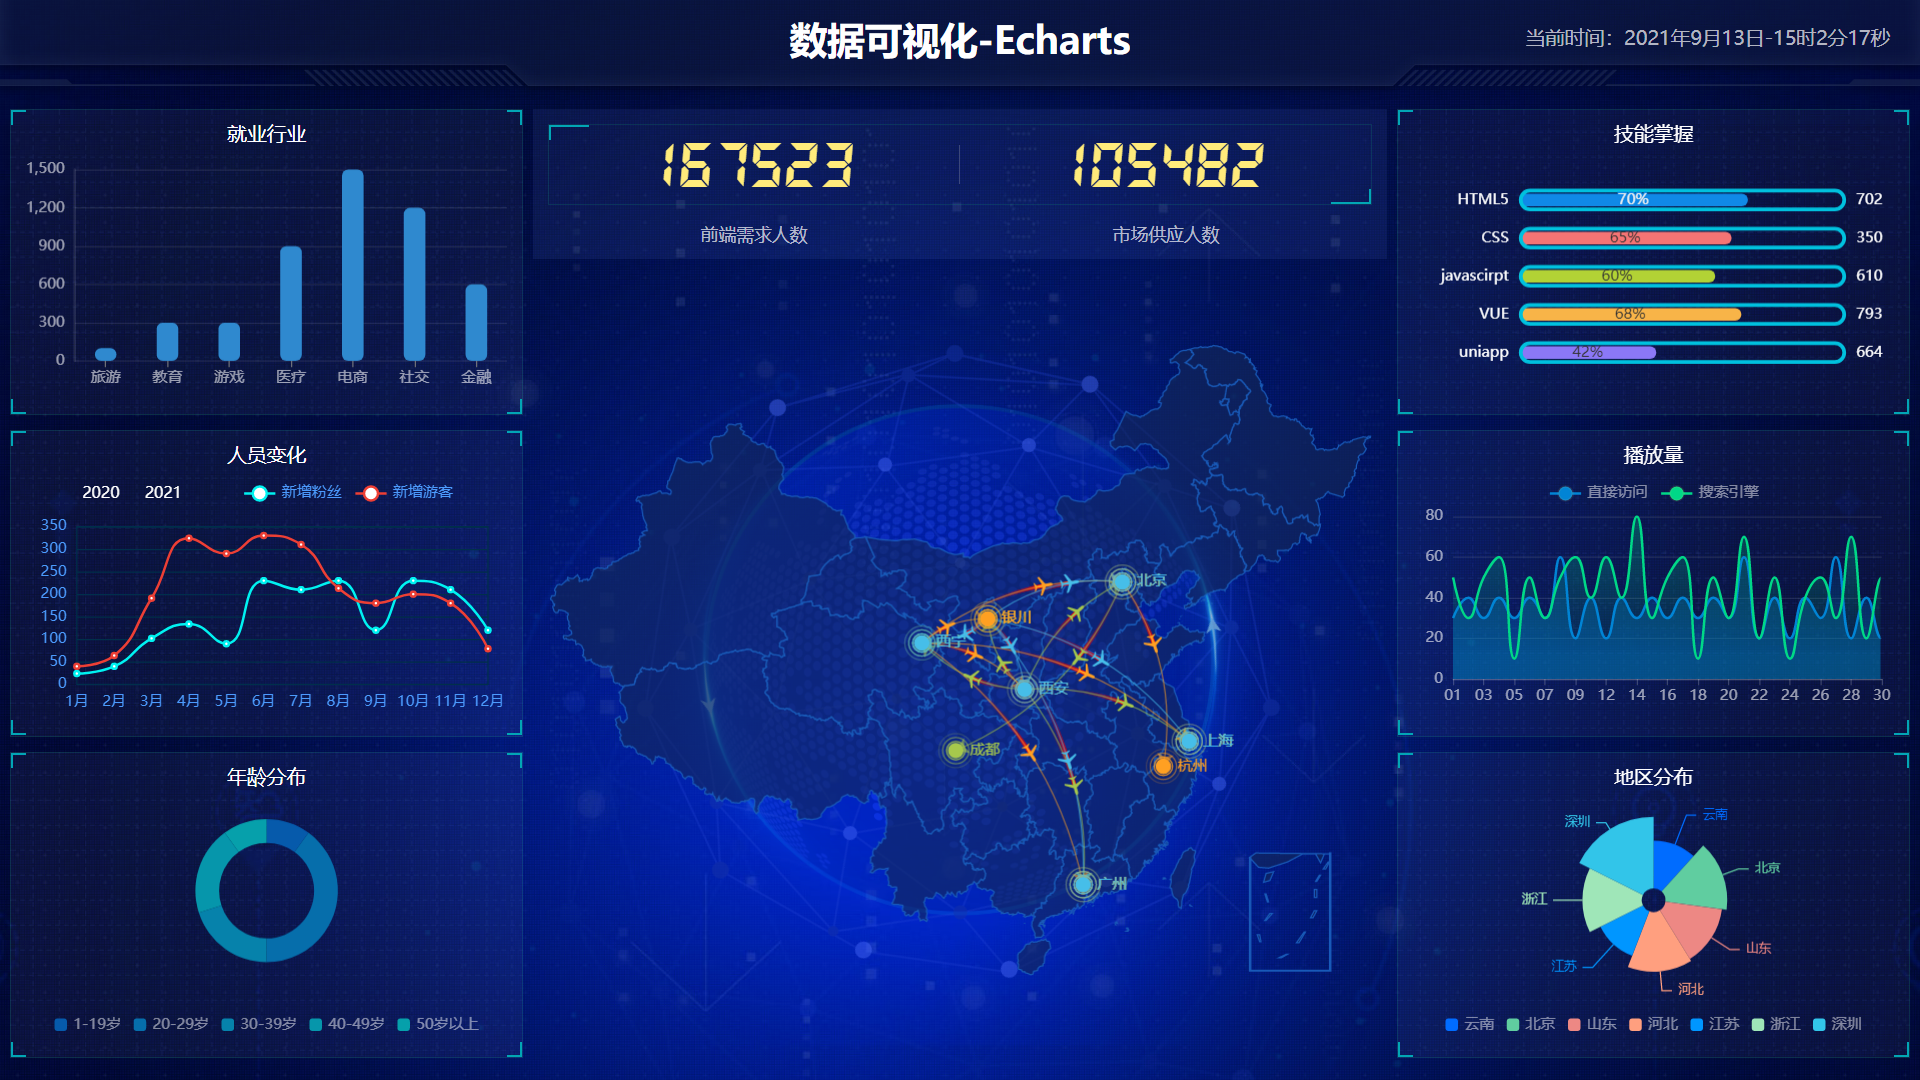 数据可视化-Echarts
当前时间：2021年9月13日-15时2分17秒
就业行业
1,500
1,200
900
600
300
0
旅游 教育 游戏 医疗 电商 社交 金融
人员变化
2020 2021 新增粉丝 新增游客
350
300
250
200
150
100
50
0
1月 2月 3月 4月 5月 6月 7月 8月 9月 10月 11月 12月
年龄分布
1-19岁 20-29岁 30-39岁 40-49岁 50岁以上
167523 105482
前端需求人数 市场供应人数
北京
银川
西宁
西安
上海
成都
杭州
广州
技能掌握
HTML5 70% 702
CSS 65% 350
javascirpt 60% 610
VUE 68% 793
uniapp 42% 664
播放量
直接访问 搜索引擎
80
60
40
20
0
01 03 05 07 09 12 14 16 18 20 22 24 26 28 30
地区分布
云南
深圳
北京
浙江
山东
江苏
河北
云南 北京 山东 河北 江苏 浙江 深圳